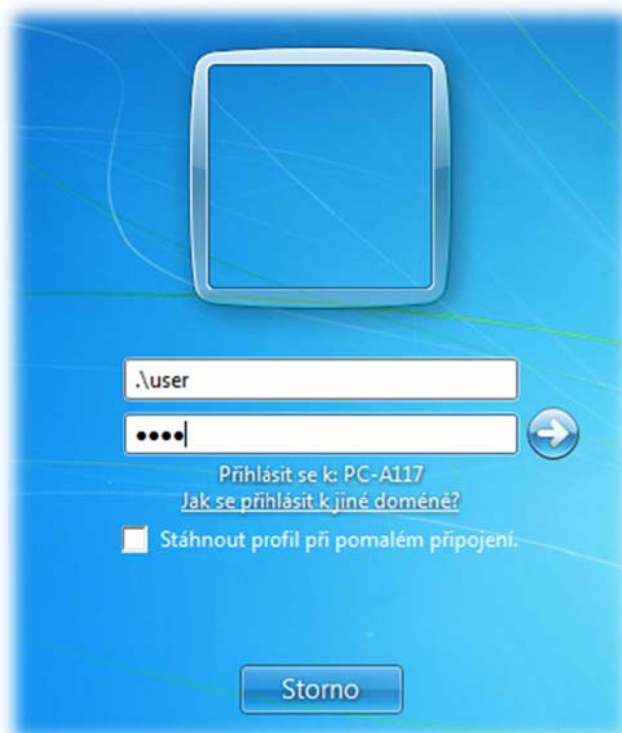 .\user
••••
Přihlásit se k: PC-A117
Jak se přihlásit k jiné doméně?
Stáhnout profil při pomalém připojení.
Storno